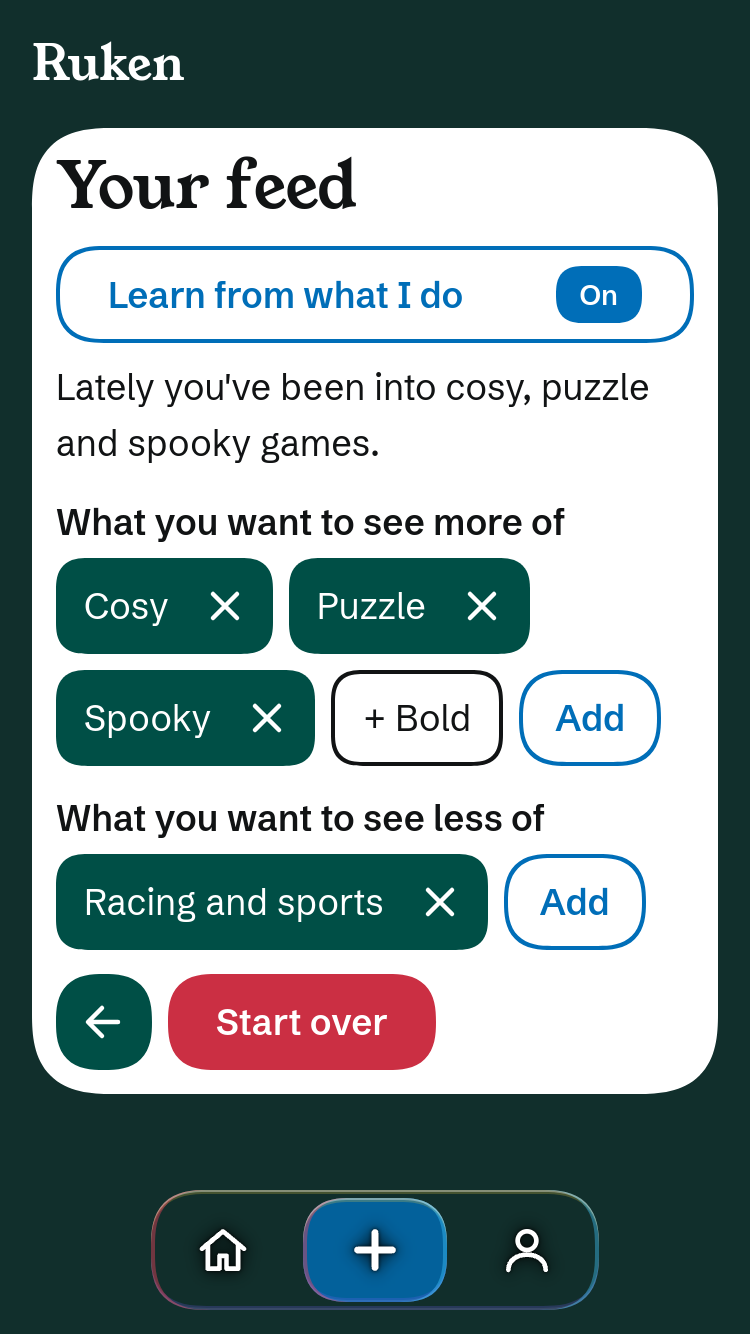 Ruken
Your feed
Learn from what I do On
Lately you've been into cosy, puzzle
and spooky games.
What you want to see more of
Cosy Puzzle
Spooky + Bold Add
What you want to see less of
Racing and sports Add
Start over